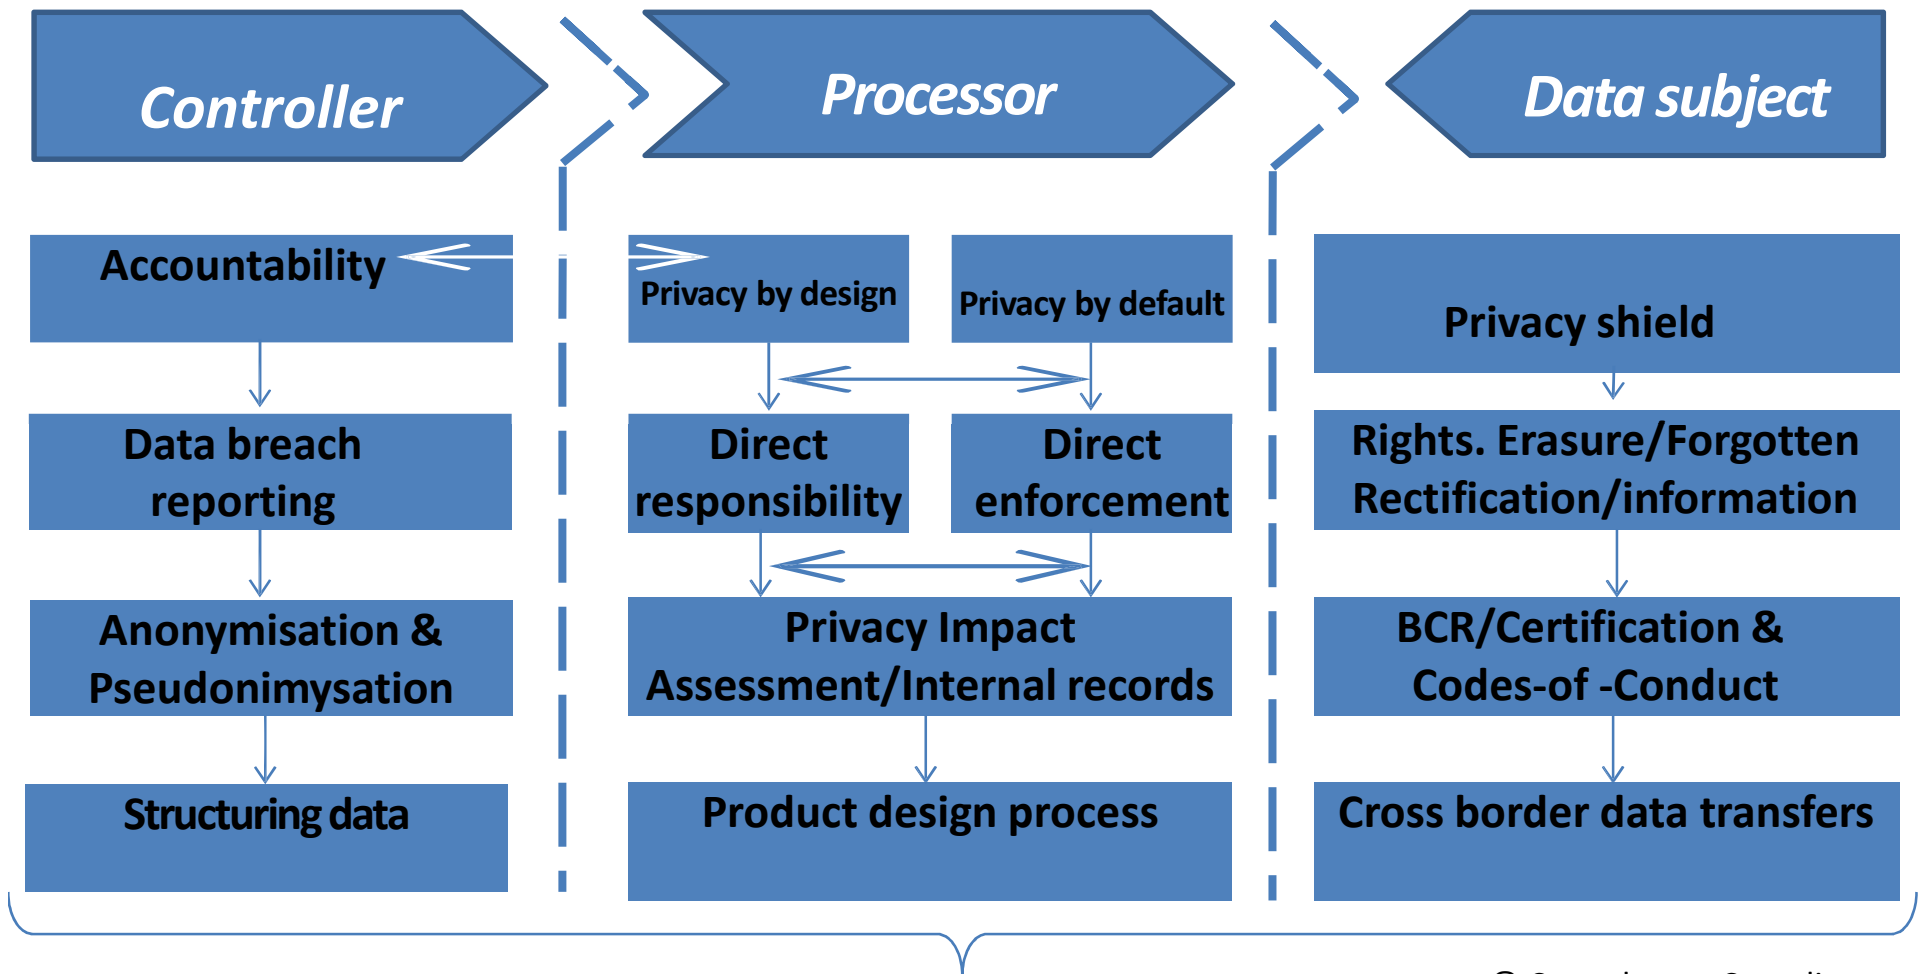 Controller
Processor
Data subject
Accountability
Data breach
reporting
Anonymisation &
Pseudonimysation
Structuring data
Privacy by design
Privacy by default
Direct
responsibility
Direct
enforcement
Privacy Impact
Assessment/Internal records
Product design process
Privacy shield
Rights. Erasure/Forgotten
Rectification/information
BCR/Certification &
Codes-of -Conduct
Cross border data transfers